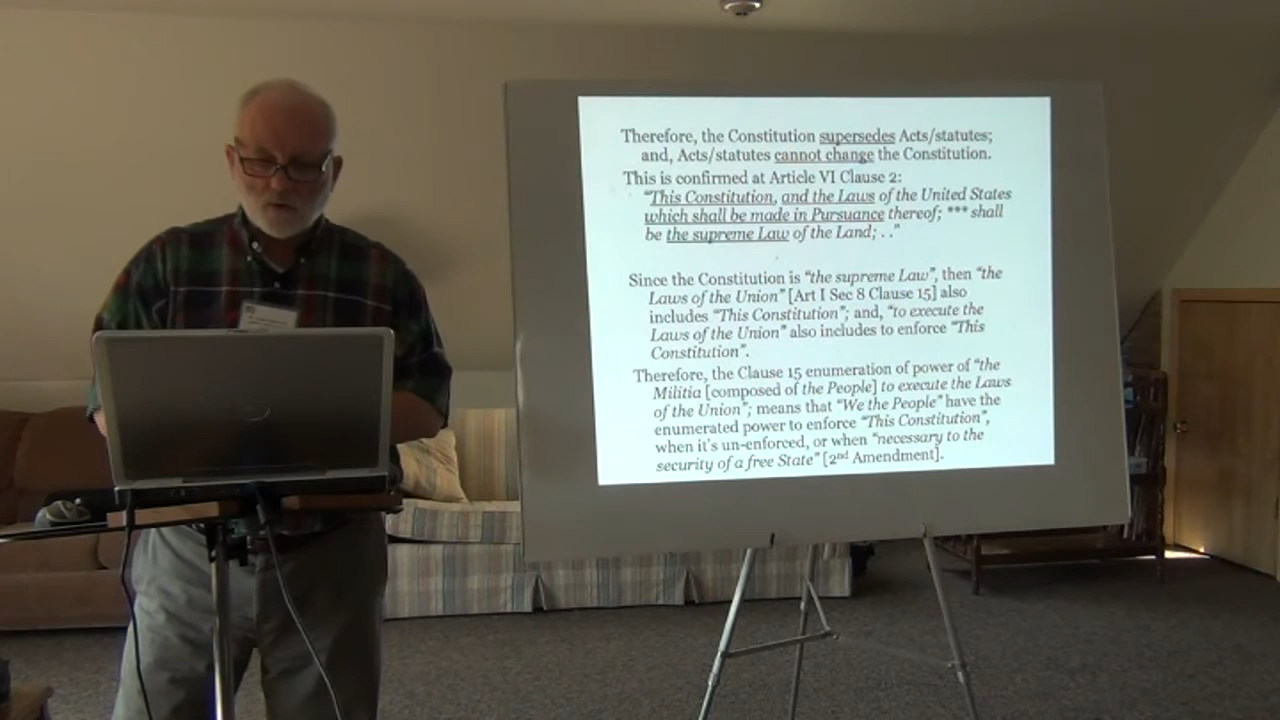 Therefore, the Constitution supersedes Acts/statutes;
and, Acts/statutes cannot change the Constitution.
This is confirmed at Article VI Clause 2:
"This Constitution, and the Laws of the United States
which shall be made in Pursuance thereof; *** shall
be the supreme Law of the Land; . ."
Since the Constitution is "the supreme Law", then "the
Laws of the Union" [Art I Sec 8 Clause 15] also
includes "This Constitution"; and, "to execute the
Laws of the Union" also includes to enforce "This
Constitution".
Therefore, the Clause 15 enumeration of power of "the
Militia [composed of the People] to execute the Laws
of the Union"; means that "We the People" have the
enumerated power to enforce "This Constitution",
when it's un-enforced, or when "necessary to the
security of a free State" [2nd Amendment].